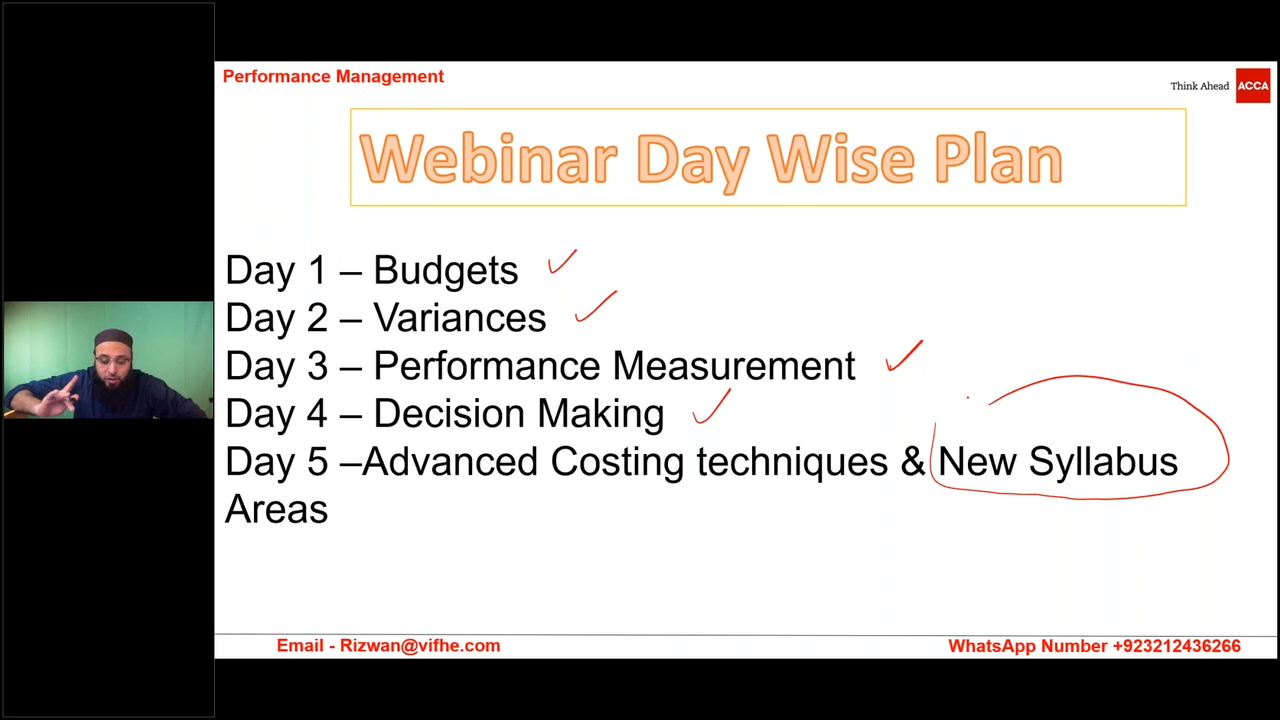 Performance Management
Think Ahead ACCA
Webinar Day Wise Plan
Day 1 – Budgets
Day 2 – Variances
Day 3 – Performance Measurement
Day 4 – Decision Making
Day 5 –Advanced Costing techniques & New Syllabus
Areas
Email - Rizwan@vifhe.com
WhatsApp Number +923212436266